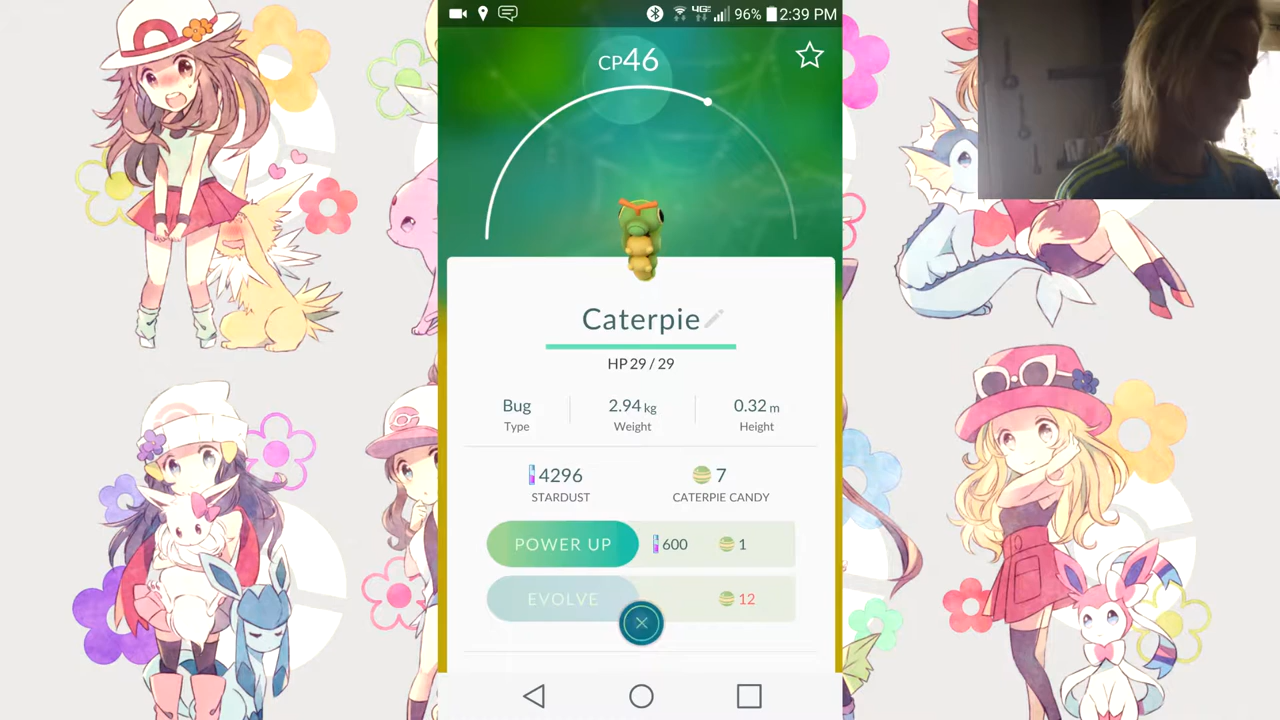 4GE 96% 2:39 PM
CP46
Caterpie
HP 29 / 29
Bug 2.94 kg 0.32 m
Type Weight Height
4296 7
STARDUST CATERPIE CANDY
POWER UP 600 1
EVOLVE 12